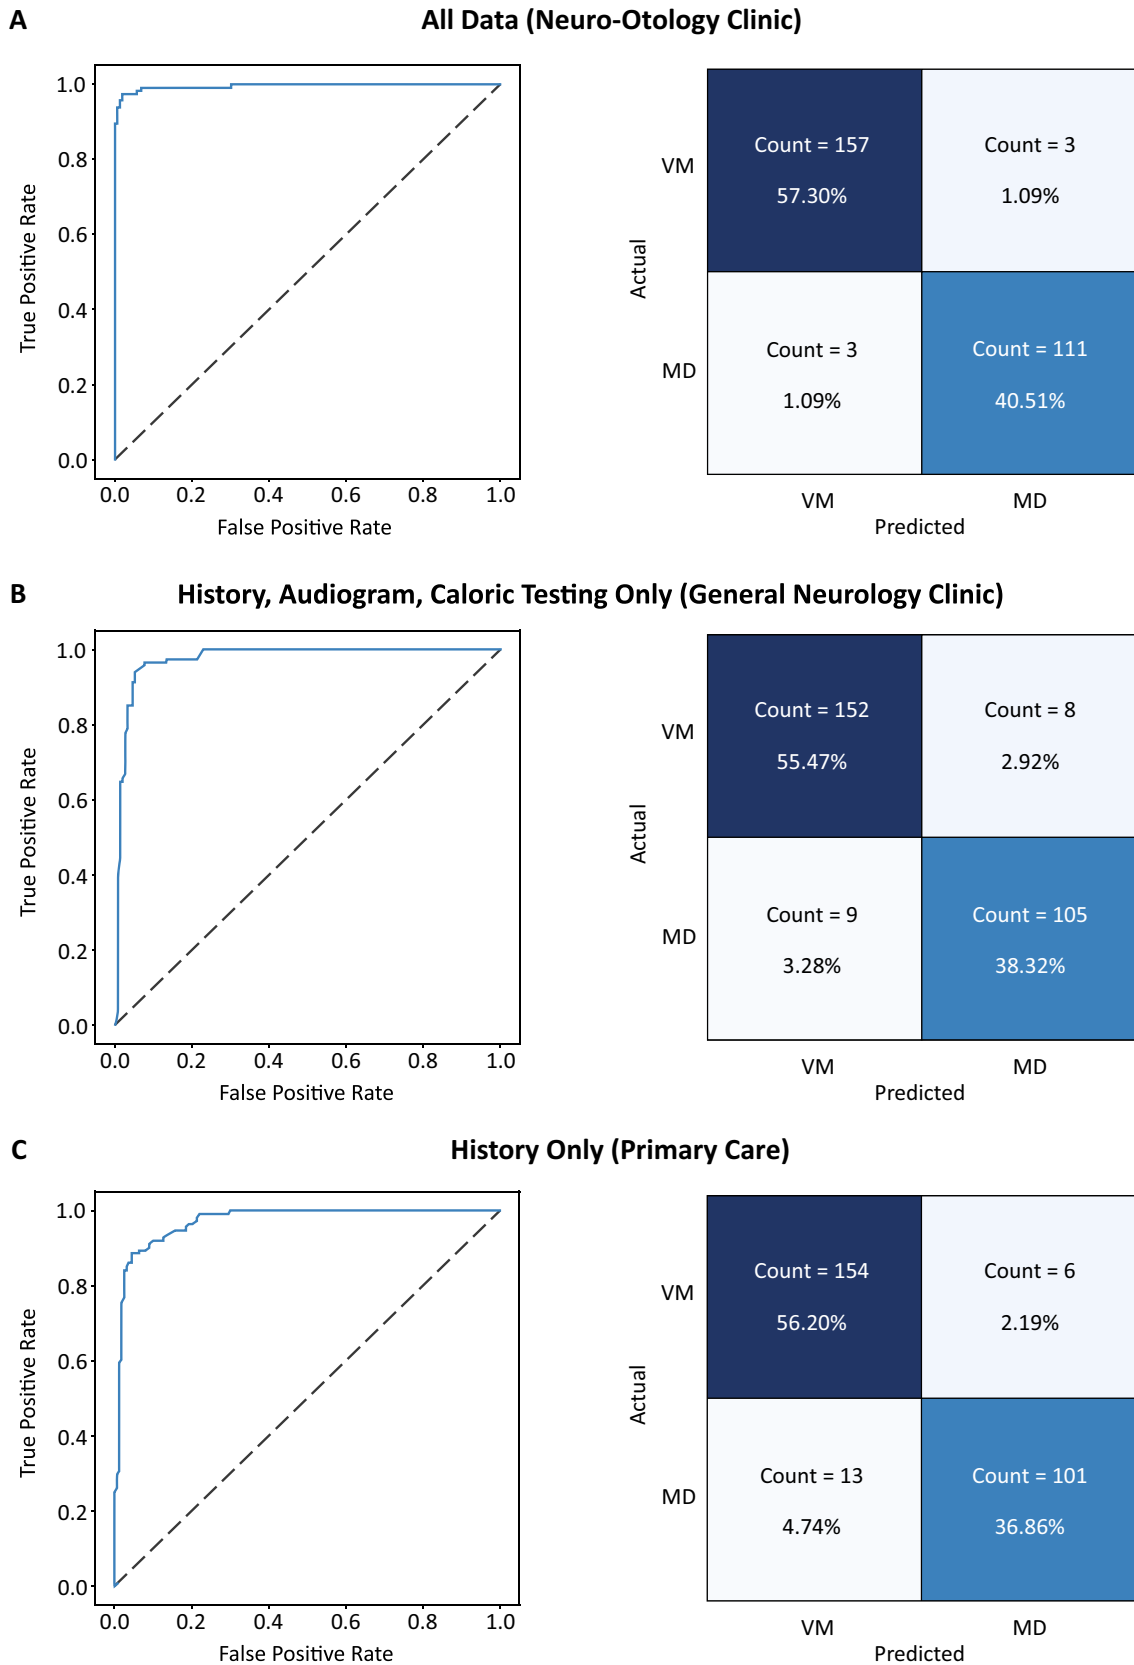 A
All Data (Neuro-Otology Clinic)
True Positive Rate
1.0
0.8
0.6
0.4
0.2
0.0
0.0 0.2 0.4 0.6 0.8 1.0
False Positive Rate
Actual
VM
MD
Count = 157
57.30%
Count = 3
1.09%
Count = 3
1.09%
Count = 111
40.51%
VM MD
Predicted
B
History, Audiogram, Caloric Testing Only (General Neurology Clinic)
True Positive Rate
1.0
0.8
0.6
0.4
0.2
0.0
0.0 0.2 0.4 0.6 0.8 1.0
False Positive Rate
Actual
VM
MD
Count = 152
55.47%
Count = 8
2.92%
Count = 9
3.28%
Count = 105
38.32%
VM MD
Predicted
C
History Only (Primary Care)
True Positive Rate
1.0
0.8
0.6
0.4
0.2
0.0
0.0 0.2 0.4 0.6 0.8 1.0
False Positive Rate
Actual
VM
MD
Count = 154
56.20%
Count = 6
2.19%
Count = 13
4.74%
Count = 101
36.86%
VM MD
Predicted